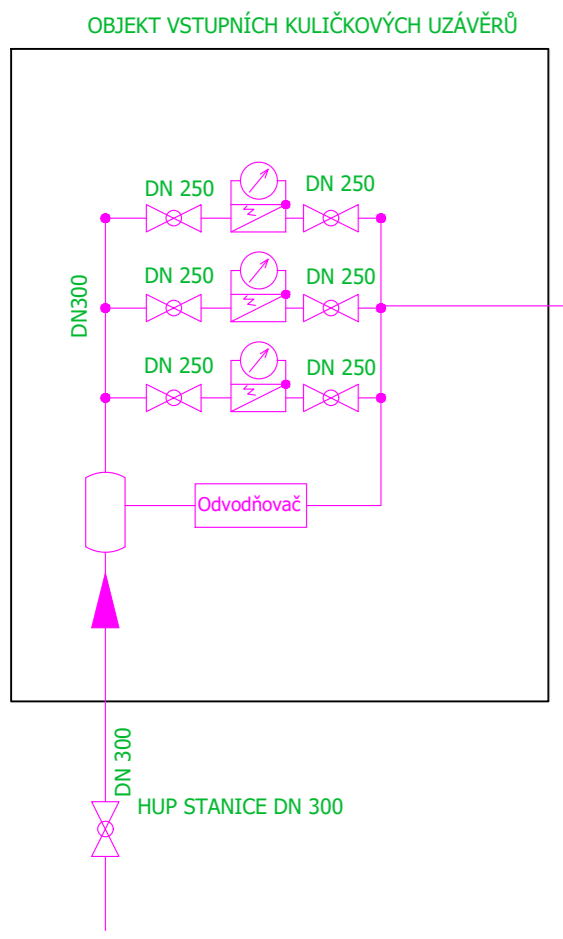 OBJEKT VSTUPNÍCH KULIČKOVÝCH UZÁVĚRŮ
DN 250
DN 250
DN 250
DN 250
DN300
DN 250
DN 250
Odvodňovač
DN 300
HUP STANICE DN 300